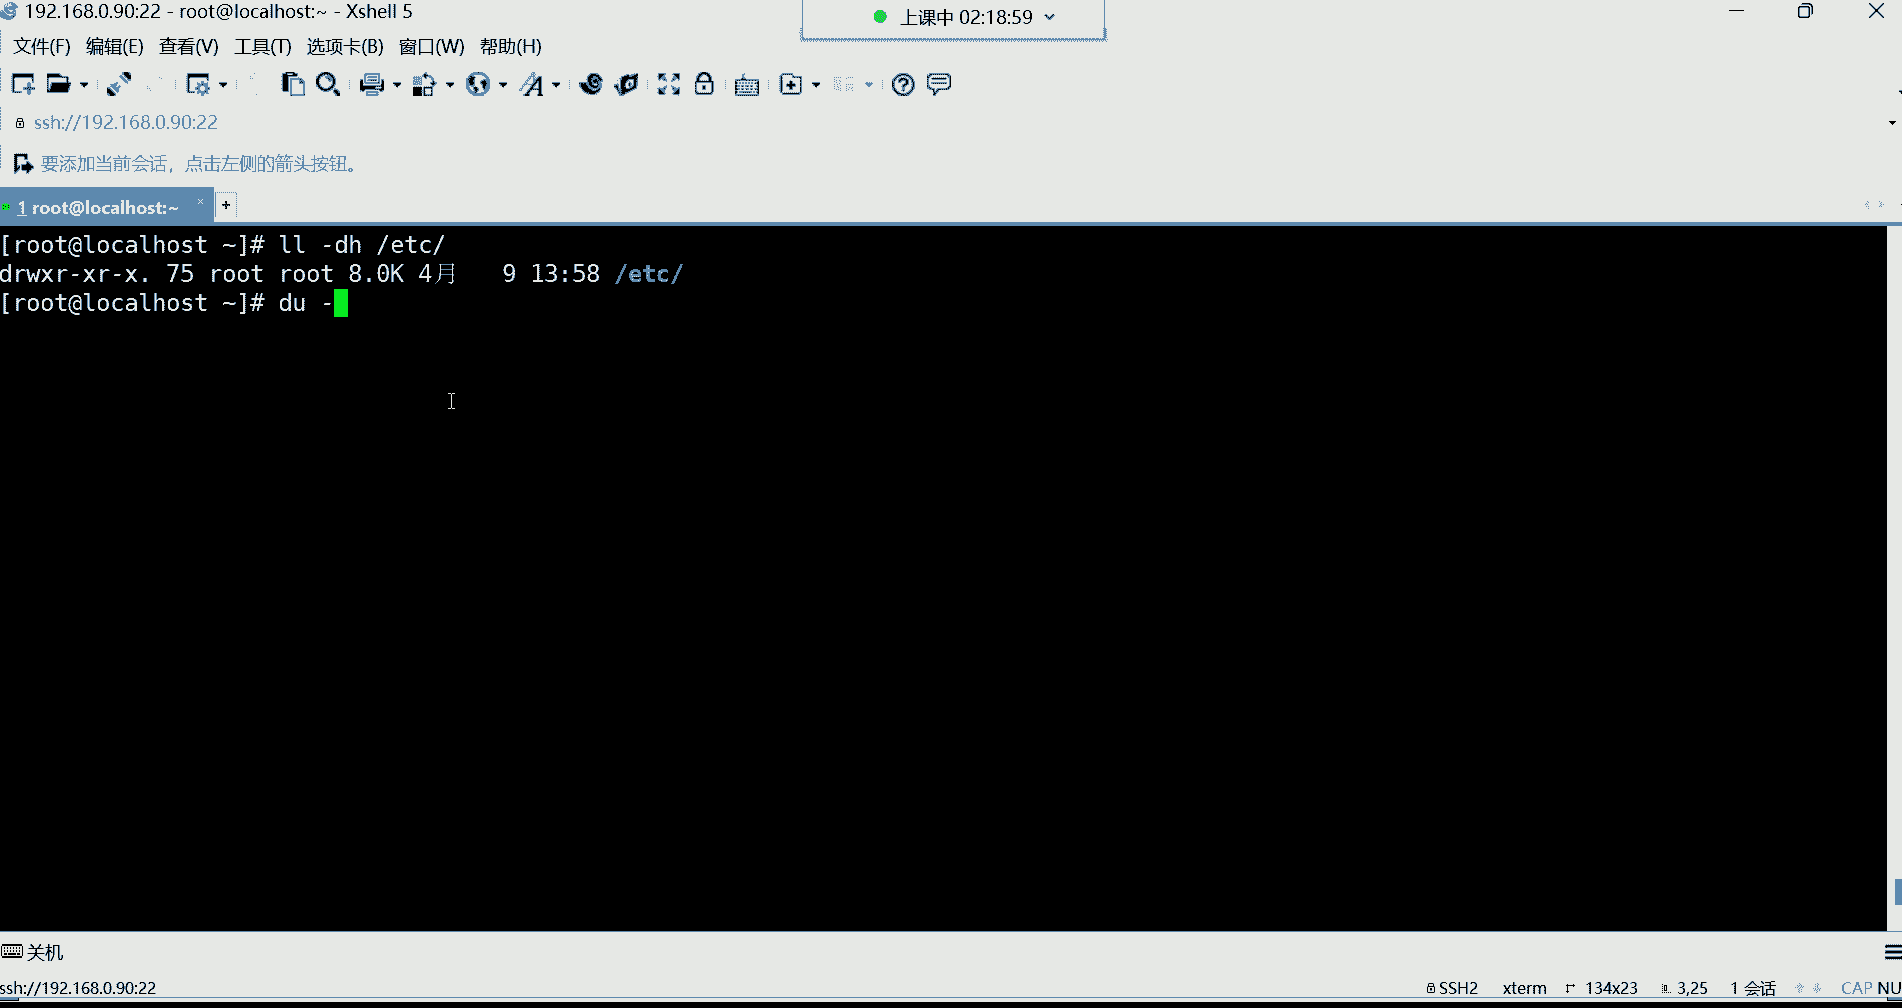 192.168.0.90:22 - root@localhost:~ - Xshell 5
上课中 02:18:59
文件(F) 编辑(E) 查看(V) 工具(T) 选项卡(B) 窗口(W) 帮助(H)
ssh://192.168.0.90:22
要添加当前会话，点击左侧的箭头按钮。
1 root@localhost:~
[root@localhost ~]# ll -dh /etc/
drwxr-xr-x. 75 root root 8.0K 4月   9 13:58 /etc/
[root@localhost ~]# du -
关机
ssh://192.168.0.90:22 SSH2 xterm 134x23 3,25 1 会话 CAP NU